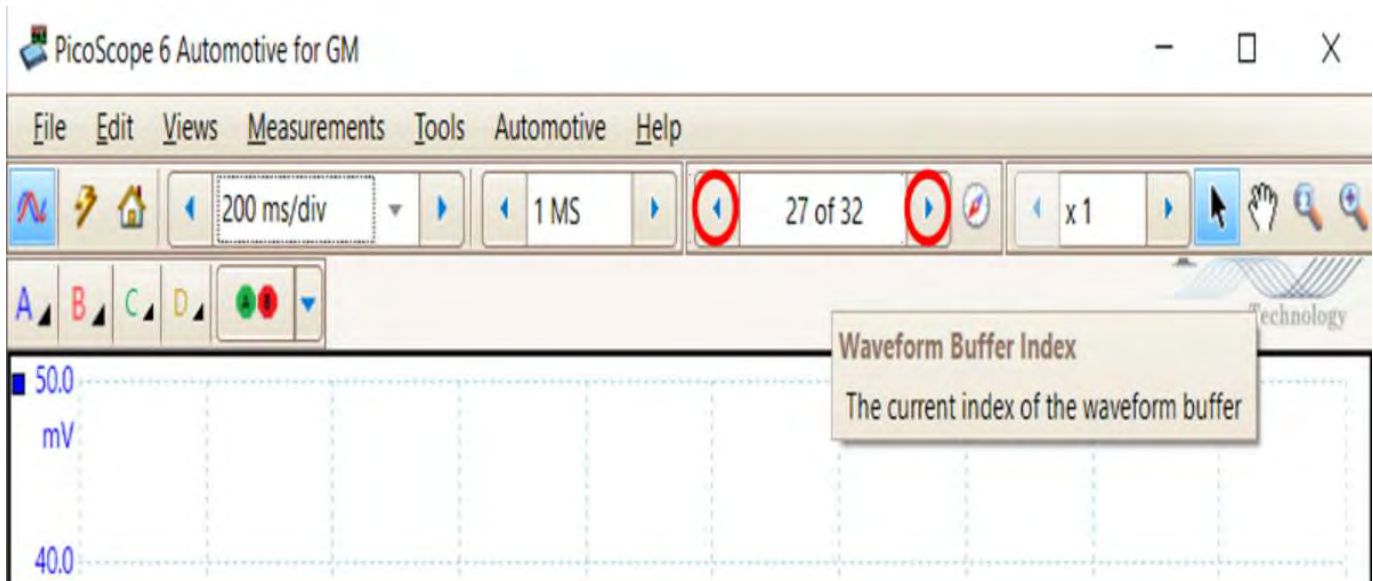 PicoScope 6 Automotive for GM
File Edit Views Measurements Tools Automotive Help
200 ms/div 1 MS 27 of 32 x 1
A B C D A B
Technology
Waveform Buffer Index
The current index of the waveform buffer
50.0
mV
40.0